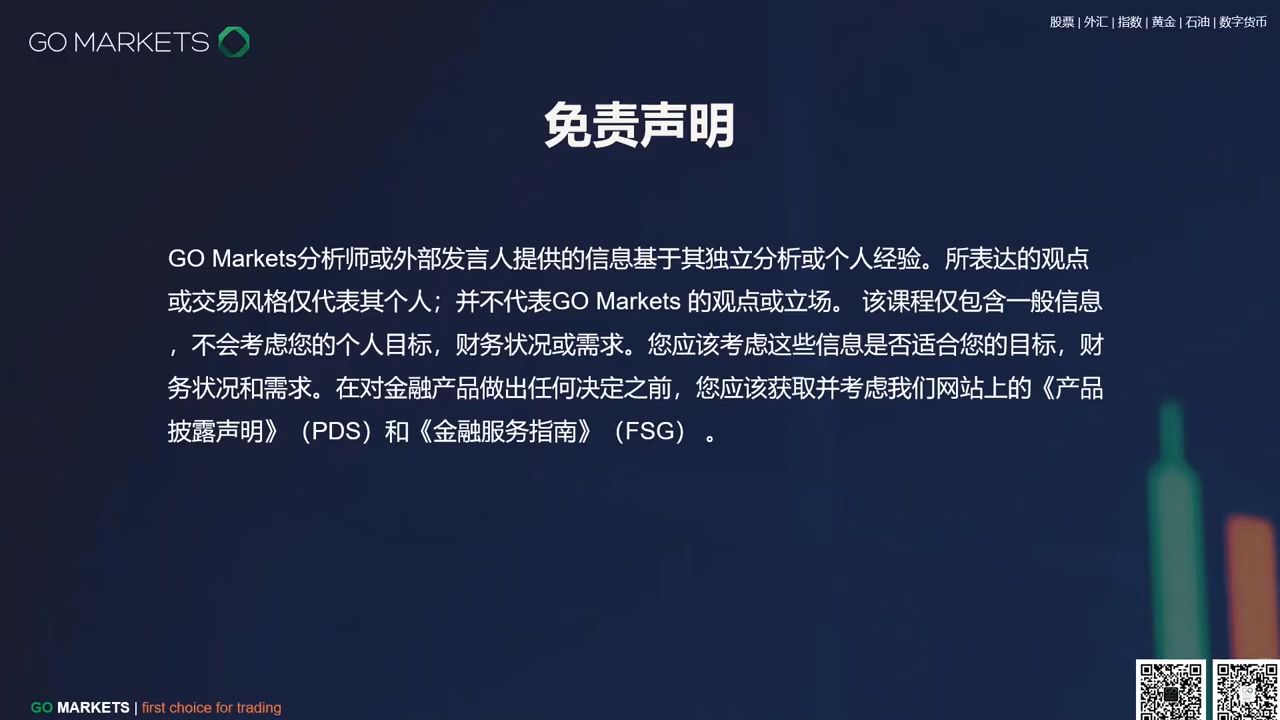 GO MARKETS
股票 | 外汇 | 指数 | 黄金 | 石油 | 数字货币
免责声明
GO Markets分析师或外部发言人提供的信息基于其独立分析或个人经验。所表达的观点
或交易风格仅代表其个人；并不代表GO Markets 的观点或立场。 该课程仅包含一般信息
，不会考虑您的个人目标，财务状况或需求。您应该考虑这些信息是否适合您的目标，财
务状况和需求。在对金融产品做出任何决定之前，您应该获取并考虑我们网站上的《产品
披露声明》（PDS）和《金融服务指南》（FSG） 。
GO MARKETS | first choice for trading